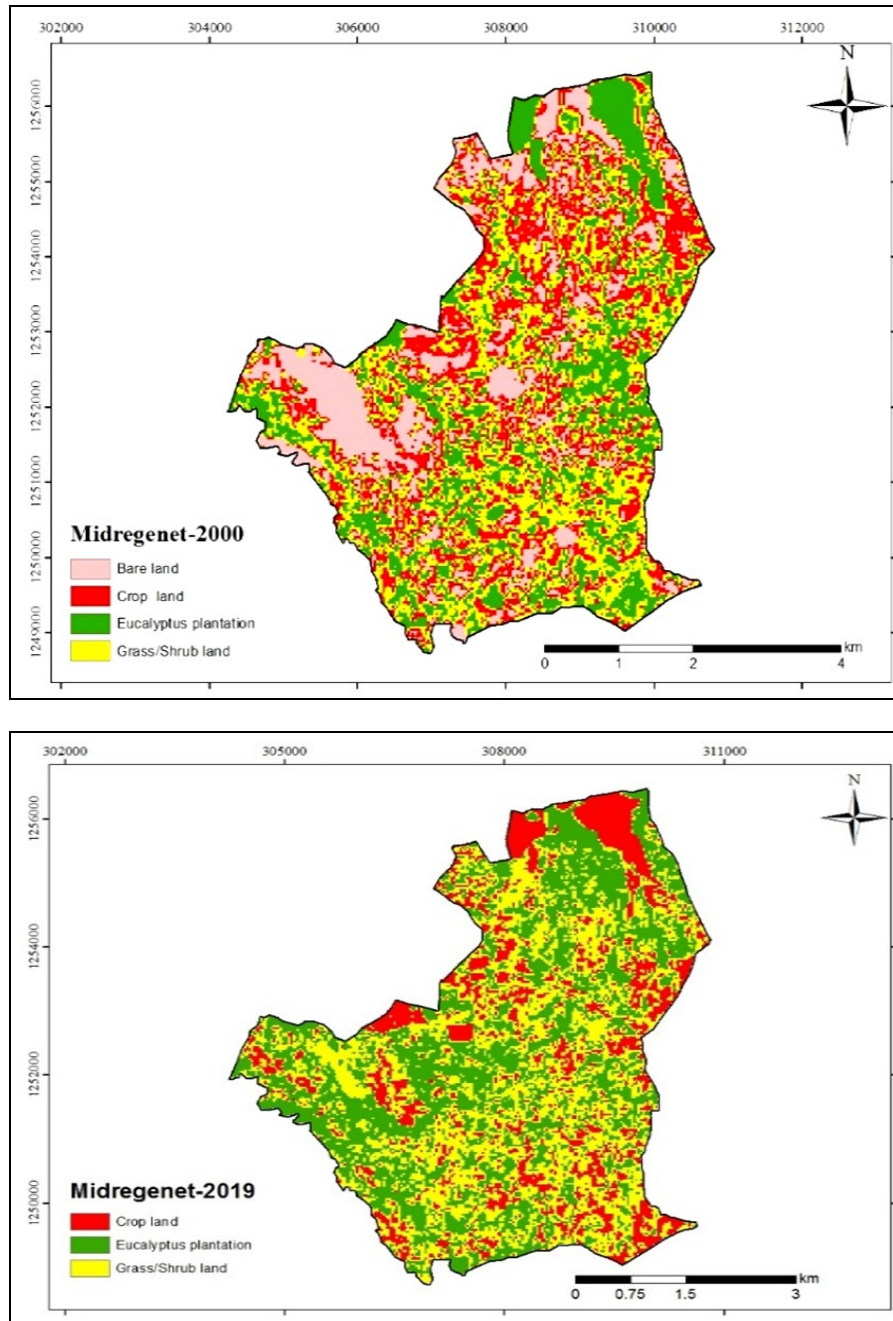 302000 304000 306000 308000 310000 312000
N
1256000
1255000
1254000
1253000
1252000
1251000
1250000
1249000
Midregenet-2000
Bare land
Crop land
Eucalyptus plantation
Grass/Shrub land
km
0 1 2 4
302000 305000 308000 311000
N
1256000
1254000
1252000
1250000
Midregenet-2019
Crop land
Eucalyptus plantation
Grass/Shrub land
km
0 0.75 1.5 3